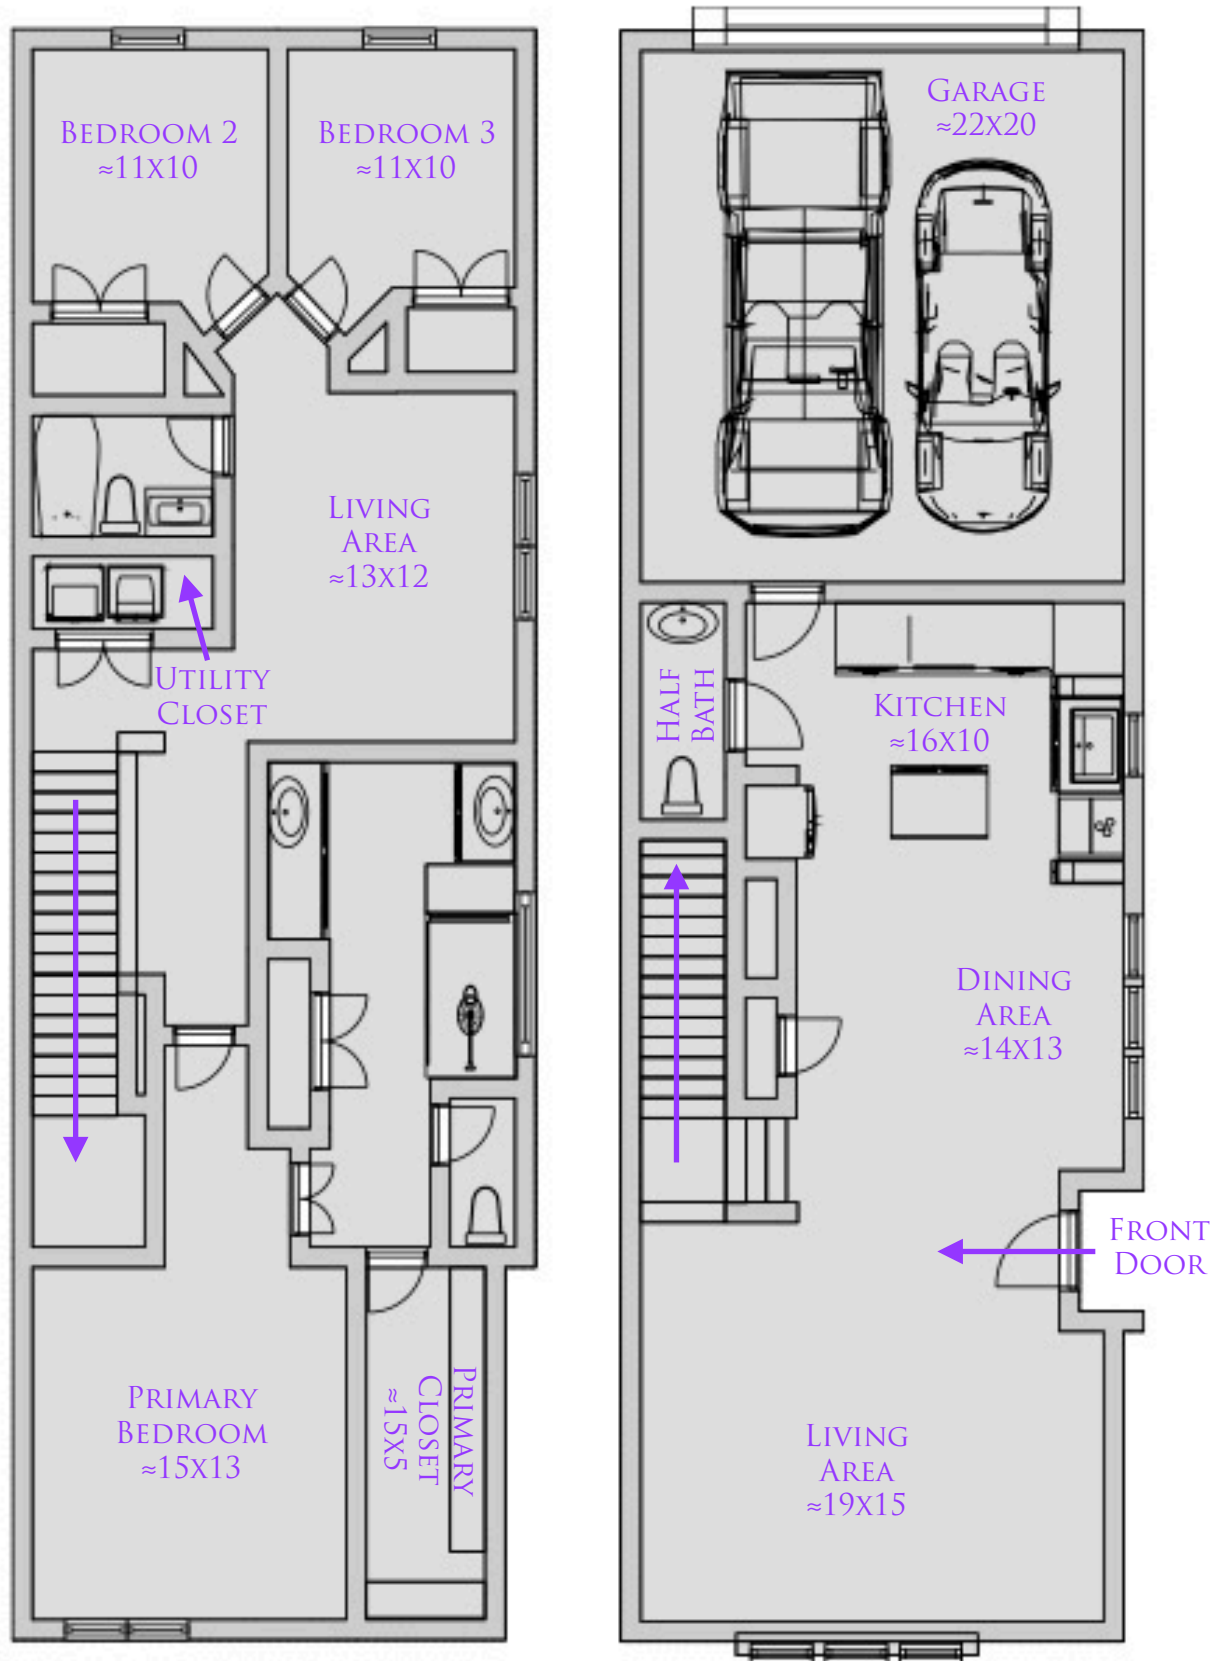 Bedroom 2
≈11x10
Bedroom 3
≈11x10
Living
Area
≈13x12
Utility
Closet
Primary
Bedroom
≈15x13
Primary
Closet
≈15x5
Garage
≈22x20
Half
Bath
Kitchen
≈16x10
Dining
Area
≈14x13
Front
Door
Living
Area
≈19x15